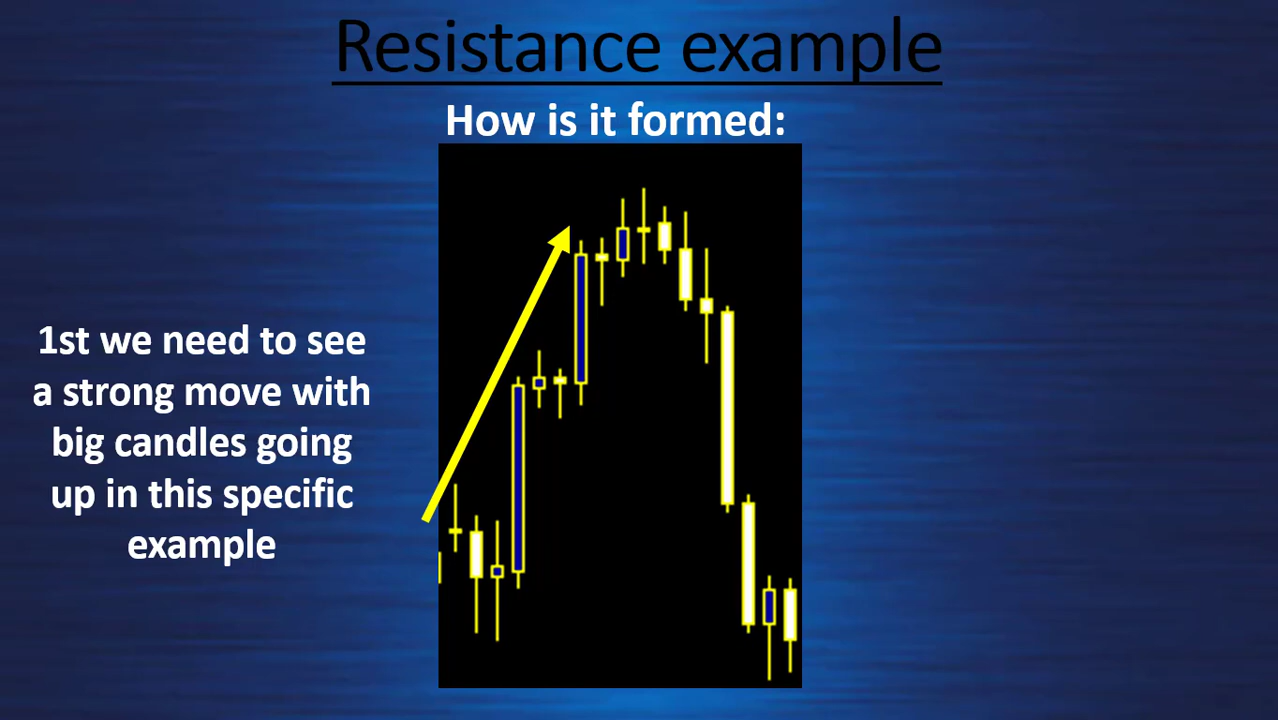 Resistance example
How is it formed:
1st we need to see
a strong move with
big candles going
up in this specific
example